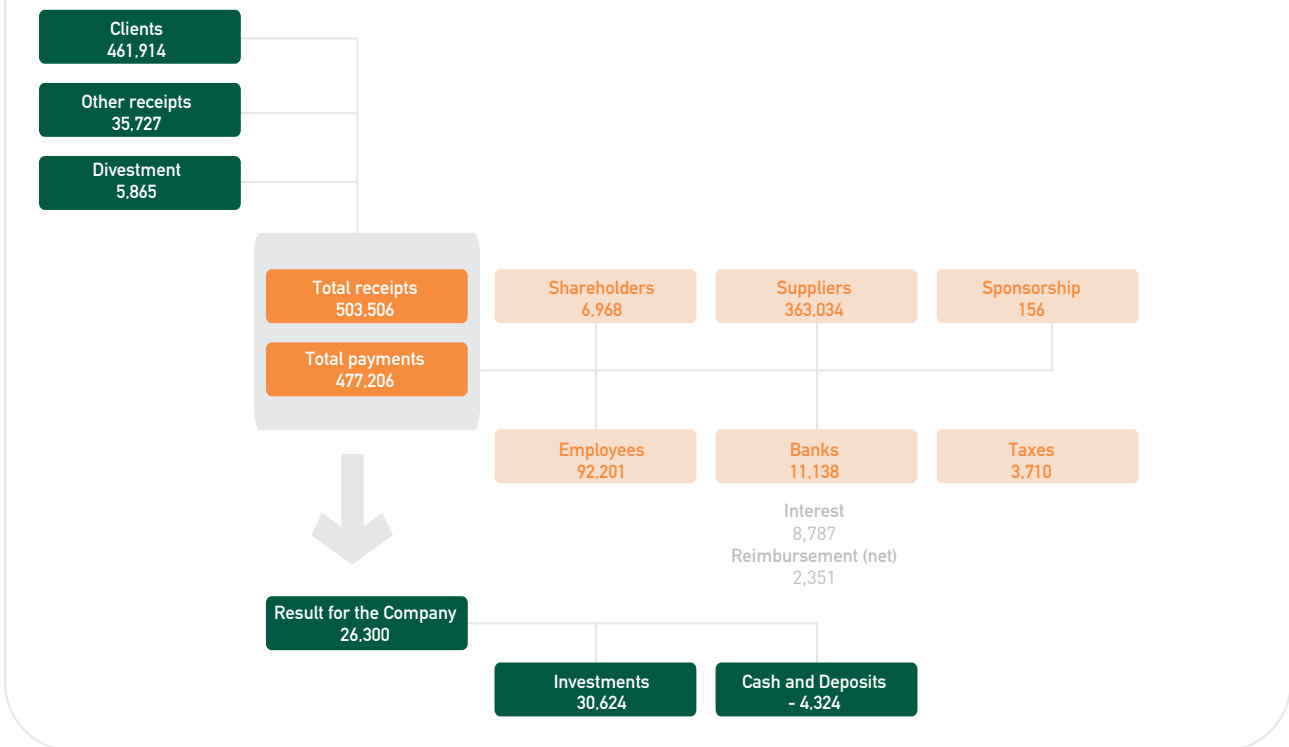 Clients
461,914
Other receipts
35,727
Divestment
5,865
Total receipts
503,506
Shareholders
6,968
Suppliers
363,034
Sponsorship
156
Total payments
477,206
Employees
92,201
Banks
11,138
Taxes
3,710
Interest
8,787
Reimbursement (net)
2,351
Result for the Company
26,300
Investments
30,624
Cash and Deposits
- 4,324